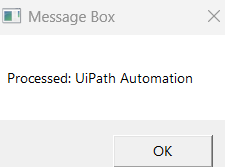 Message Box
Processed: UiPath Automation
OK